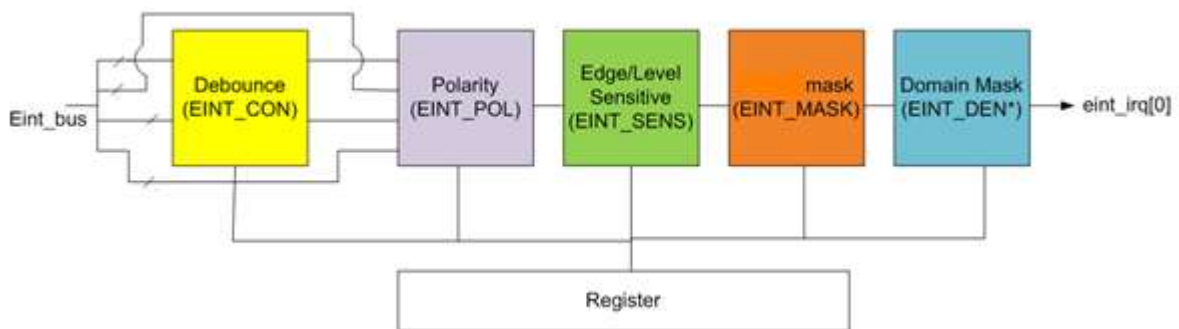 Eint_bus
Debounce
(EINT_CON)
Polarity
(EINT_POL)
Edge/Level
Sensitive
(EINT_SENS)
mask
(EINT_MASK)
Domain Mask
(EINT_DEN*)
eint_irq[0]
Register